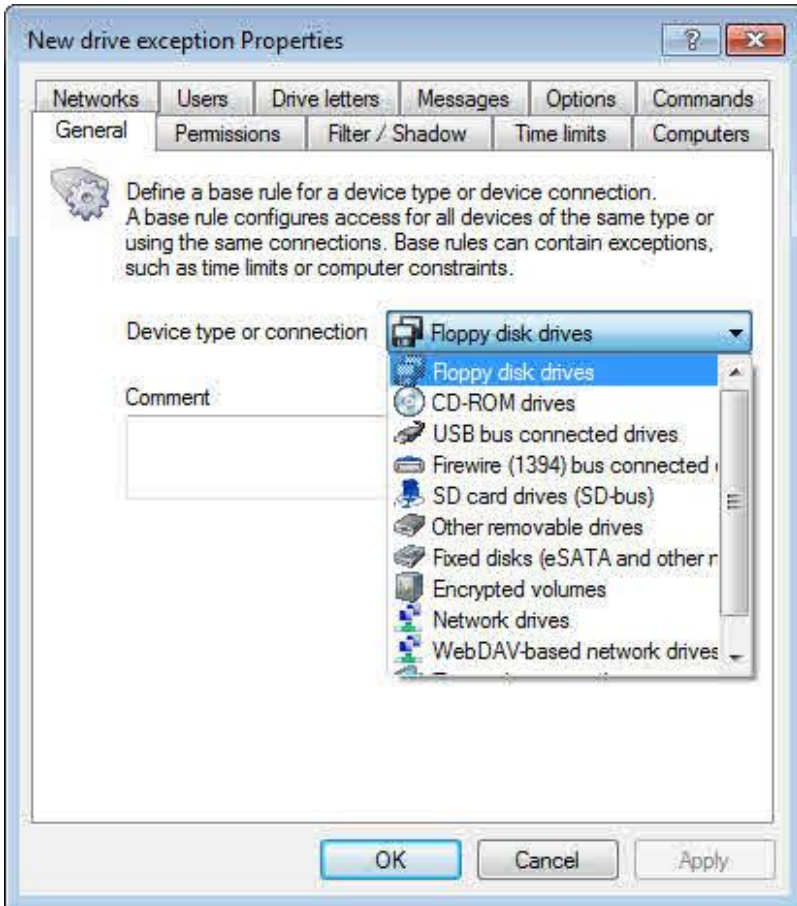 New drive exception Properties
Networks Users Drive letters Messages Options Commands
General Permissions Filter / Shadow Time limits Computers
Define a base rule for a device type or device connection.
A base rule configures access for all devices of the same type or
using the same connections. Base rules can contain exceptions,
such as time limits or computer constraints.
Device type or connection Floppy disk drives
Floppy disk drives
Comment
CD-ROM drives
USB bus connected drives
Firewire (1394) bus connected
SD card drives (SD-bus)
Other removable drives
Fixed disks (eSATA and other
Encrypted volumes
Network drives
WebDAV-based network drives
OK Cancel Apply